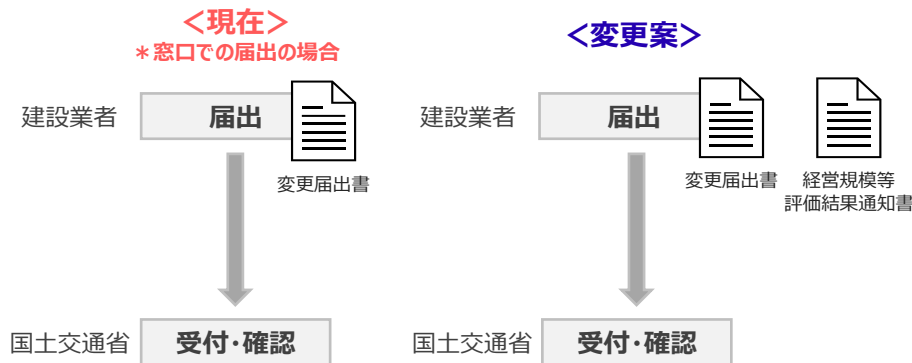 ＜現在＞
＊窓口での届出の場合
建設業者
届出
変更届出書
国土交通省
受付・確認
＜変更案＞
建設業者
届出
変更届出書
経営規模等
評価結果通知書
国土交通省
受付・確認